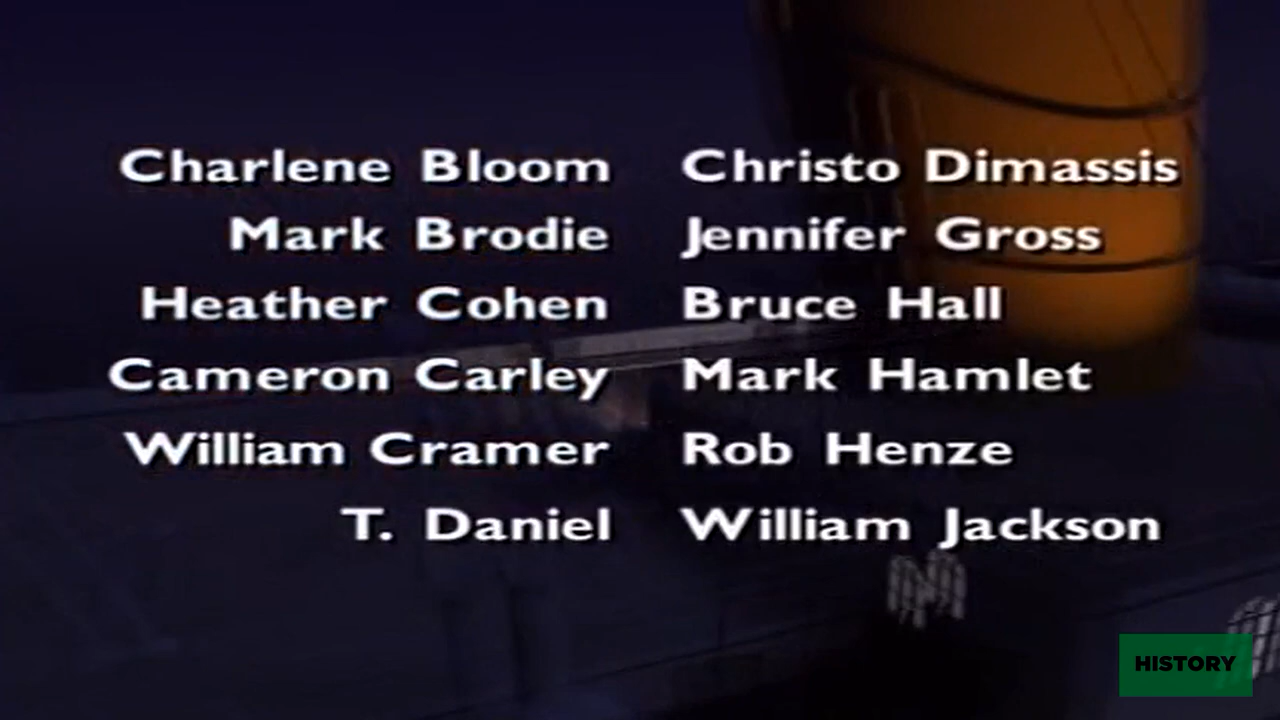 Charlene Bloom
Mark Brodie
Heather Cohen
Cameron Carley
William Cramer
T. Daniel
Christo Dimassis
Jennifer Gross
Bruce Hall
Mark Hamlet
Rob Henze
William Jackson
HISTORY